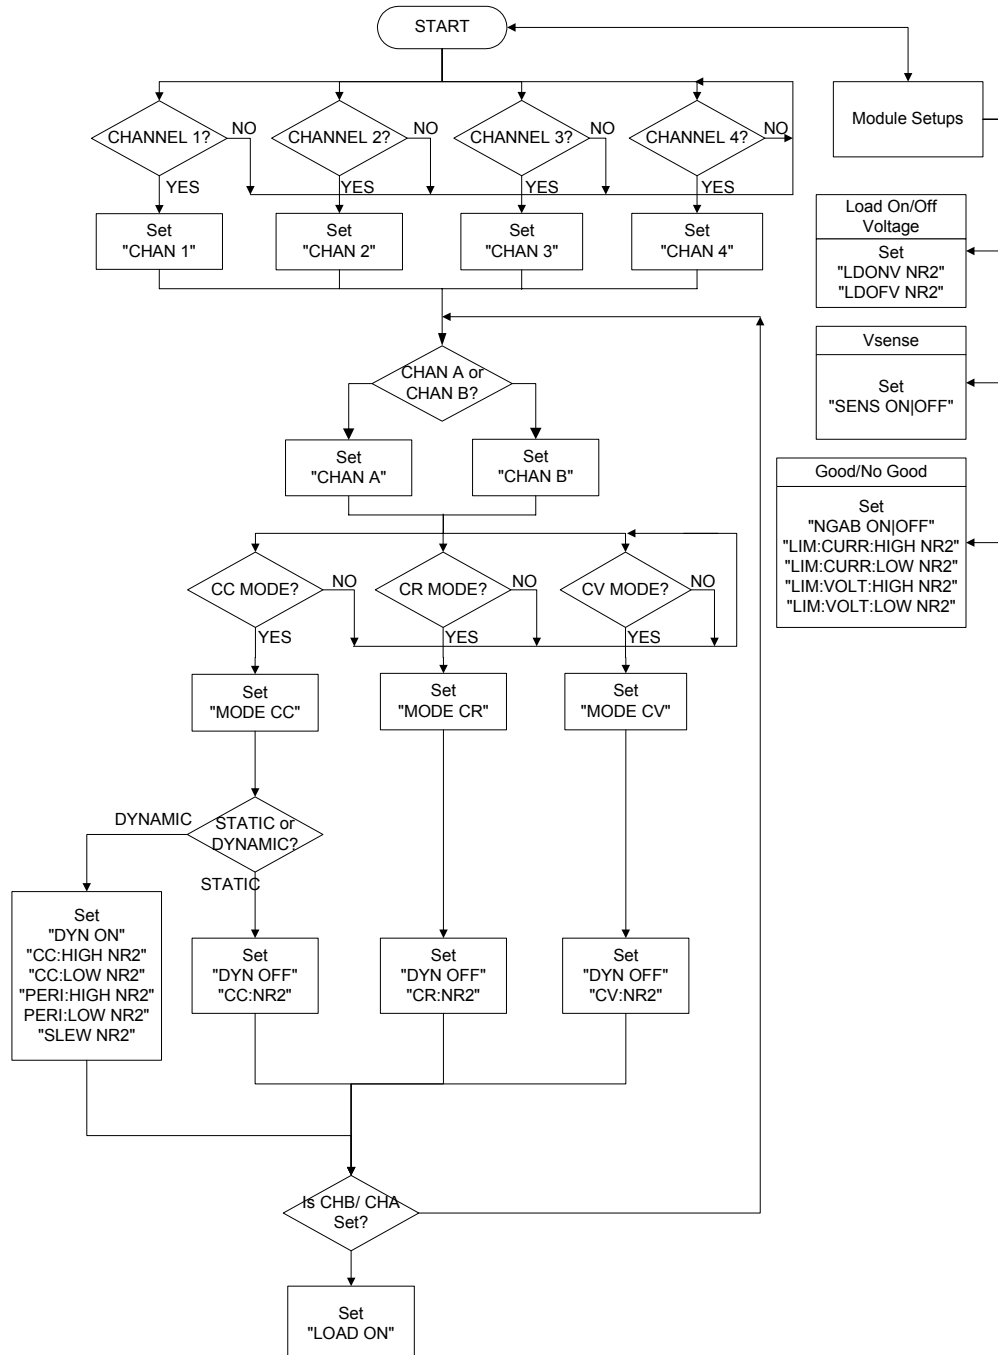 START
CHANNEL 1?
NO
CHANNEL 2?
NO
CHANNEL 3?
NO
CHANNEL 4?
NO
Module Setups
YES
YES
YES
YES
Set
"CHAN 1"
Set
"CHAN 2"
Set
"CHAN 3"
Set
"CHAN 4"
Load On/Off
Voltage
Set
"LDONV NR2"
"LDOFV NR2"
Vsense
Set
"SENS ON|OFF"
CHAN A or
CHAN B?
Set
"CHAN A"
Set
"CHAN B"
Good/No Good
Set
"NGAB ON|OFF"
"LIM:CURR:HIGH NR2"
"LIM:CURR:LOW NR2"
"LIM:VOLT:HIGH NR2"
"LIM:VOLT:LOW NR2"
CC MODE?
NO
CR MODE?
NO
CV MODE?
NO
YES
YES
YES
Set
"MODE CC"
Set
"MODE CR"
Set
"MODE CV"
DYNAMIC
STATIC or
DYNAMIC?
STATIC
Set
"DYN ON"
"CC:HIGH NR2"
"CC:LOW NR2"
"PERI:HIGH NR2"
PERI:LOW NR2"
"SLEW NR2"
Set
"DYN OFF"
"CC:NR2"
Set
"DYN OFF"
"CR:NR2"
Set
"DYN OFF"
"CV:NR2"
Is CHB/ CHA
Set?
Set
"LOAD ON"